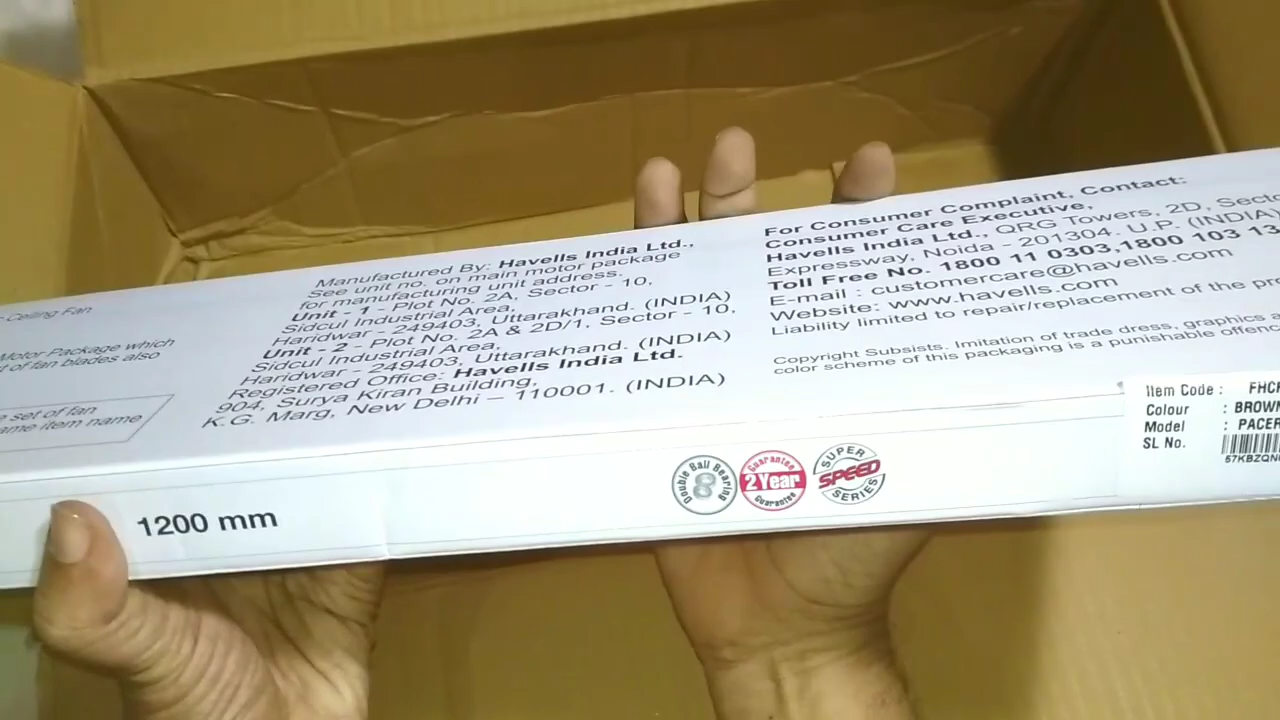 Ceiling Fan
Motor Package which
t of fan blades also
e set of fan
ame item name
Manufactured By: Havells India Ltd.,
See unit no. on main motor package
for manufacturing unit address.
Unit - 1 - Plot No. 2A, Sector - 10,
Sidcul Industrial Area,
Haridwar - 249403, Uttarakhand. (INDIA)
Unit - 2 - Plot No. 2A & 2D/1, Sector - 10,
Sidcul Industrial Area,
Haridwar - 249403, Uttarakhand. (INDIA)
Registered Office: Havells India Ltd.
904, Surya Kiran Building,
K.G. Marg, New Delhi – 110001. (INDIA)
For Consumer Complaint, Contact:
Consumer Care Executive,
Havells India Ltd., QRG Towers, 2D, Secto
Expressway, Noida - 201304. U.P. (INDIA)
Toll Free No. 1800 11 0303,1800 103 13
E-mail : customercare@havells.com
Website: www.havells.com
Liability limited to repair/replacement of the pro
Copyright Subsists. Imitation of trade dress, graphics a
color scheme of this packaging is a punishable offenc
1200 mm
Double Ball Bearing
Guarantee
2 Year
Guarantee
SUPER
SPEED
SERIES
Item Code : FHCP
Colour : BROWN
Model : PACER
SL No.
57KBZQN